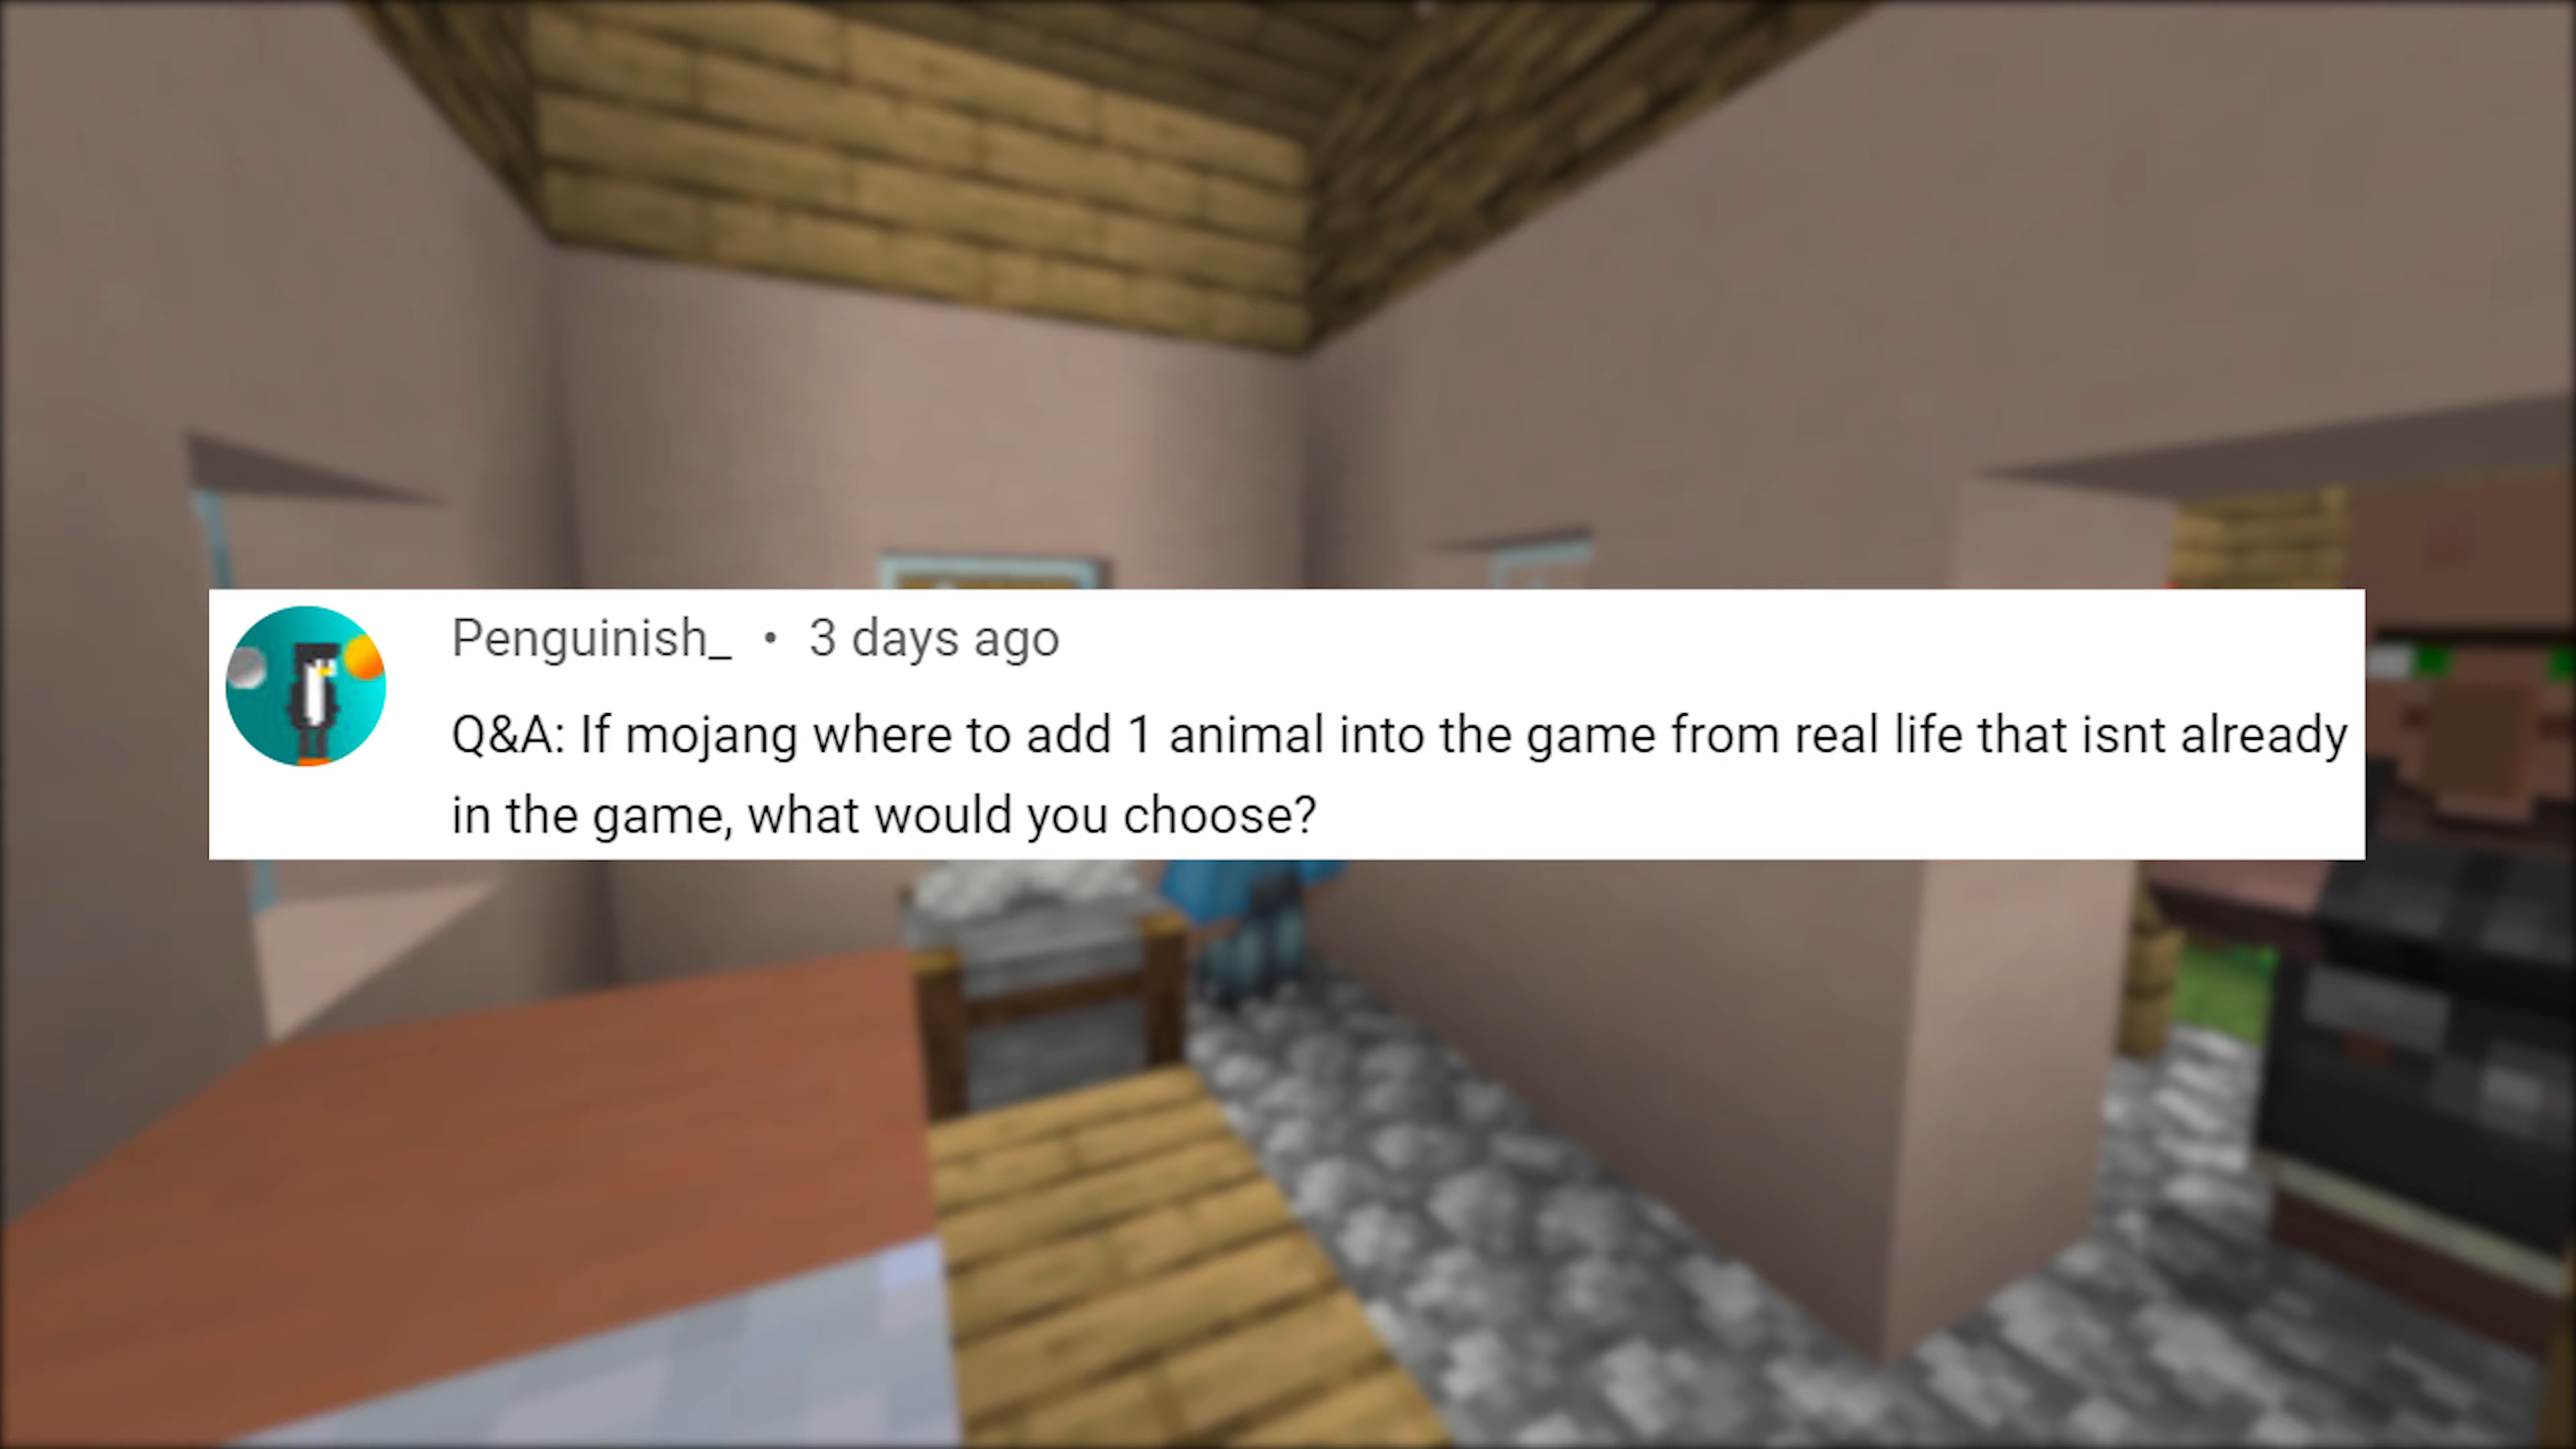 Penguinish_ • 3 days ago
Q&A: If mojang where to add 1 animal into the game from real life that isnt already
in the game, what would you choose?